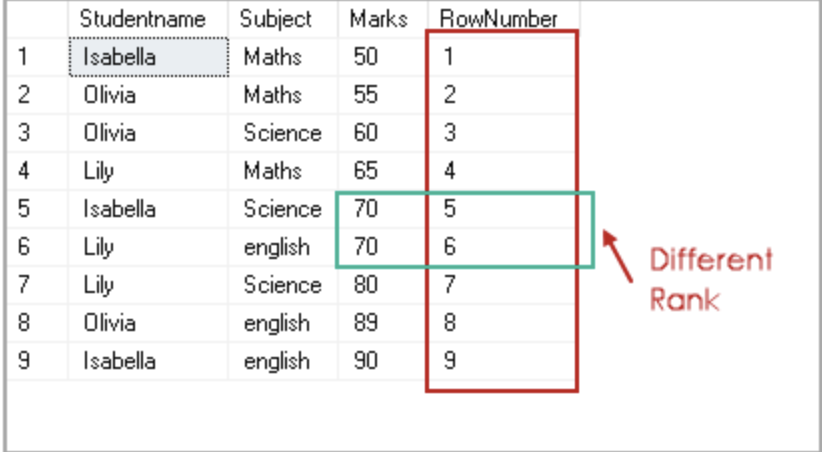 Studentname Subject Marks RowNumber
1 Isabella Maths 50 1
2 Olivia Maths 55 2
3 Olivia Science 60 3
4 Lily Maths 65 4
5 Isabella Science 70 5
6 Lily english 70 6
7 Lily Science 80 7
8 Olivia english 89 8
9 Isabella english 90 9
Different
Rank